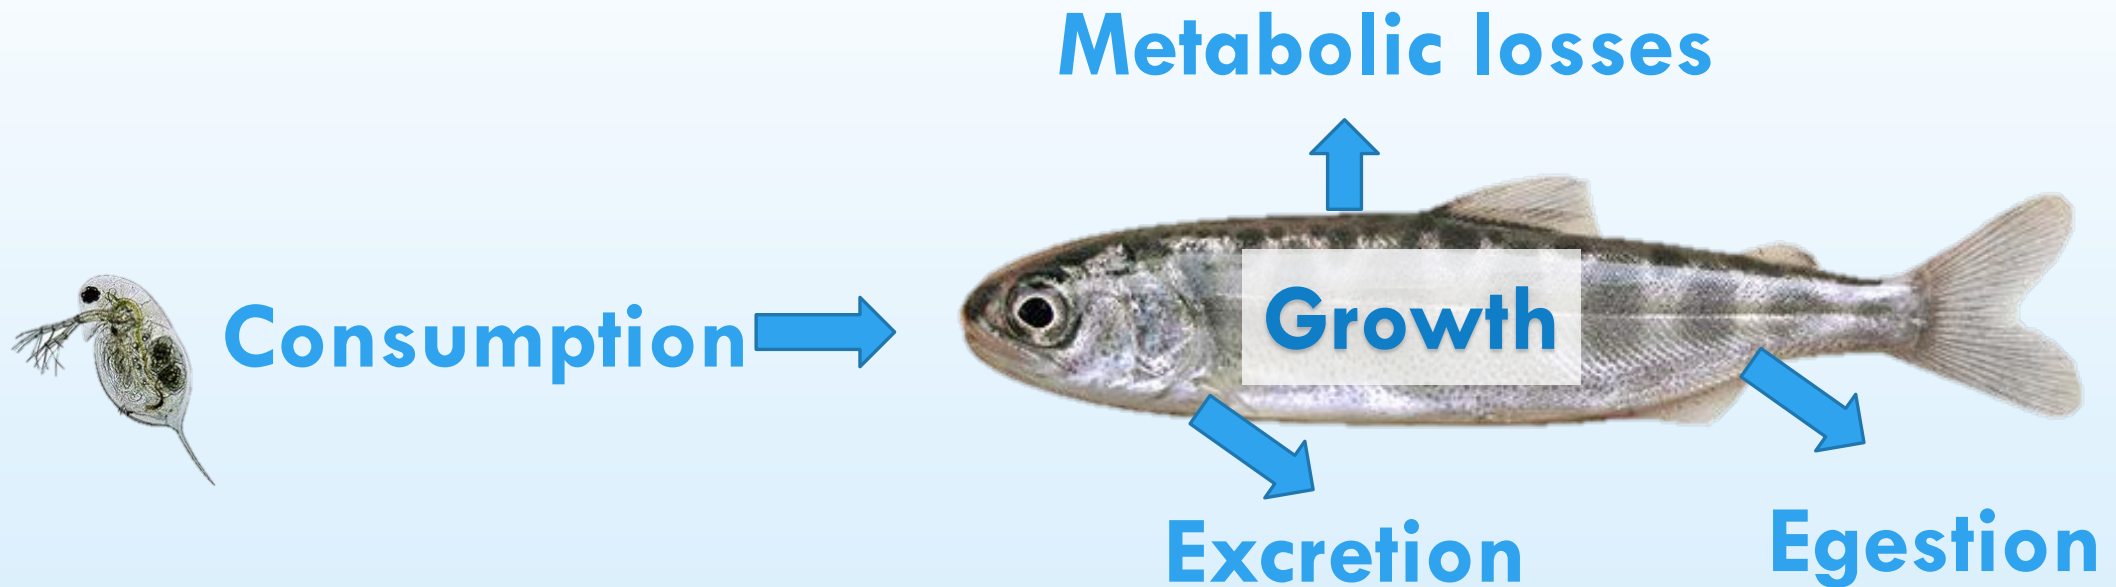 Metabolic losses
Consumption
Growth
Excretion
Egestion